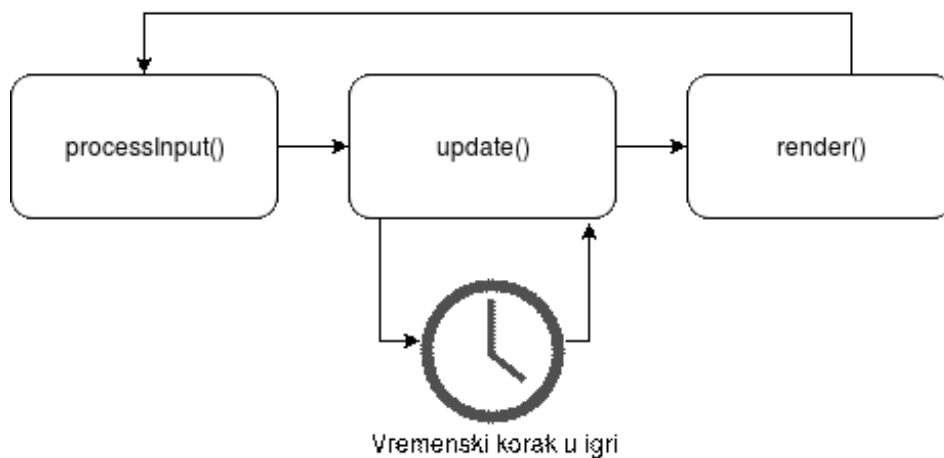 processInput()
update()
render()
Vremenski korak u igri